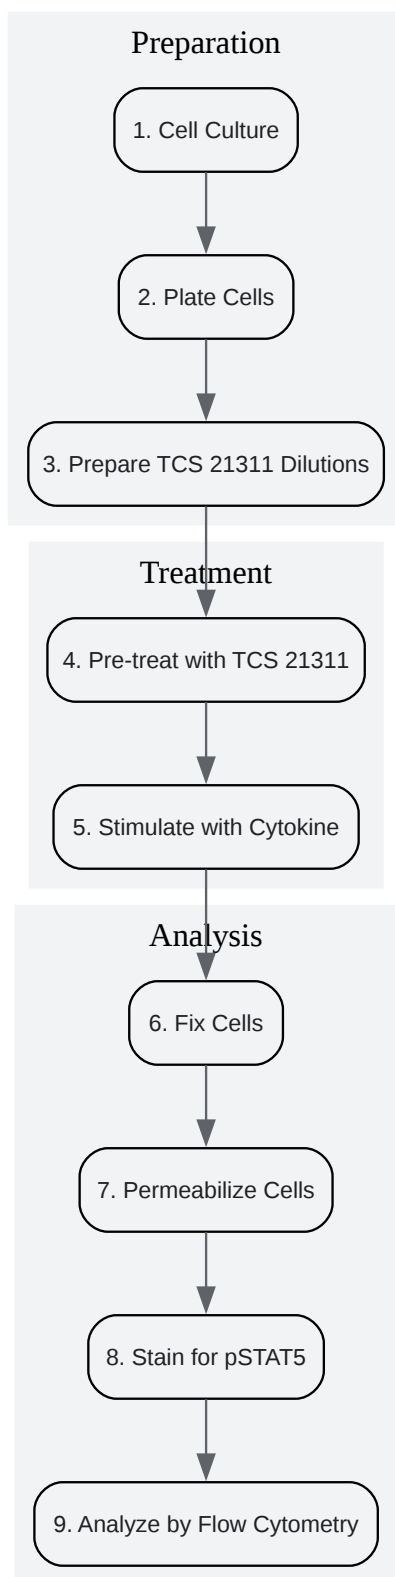 Preparation
1. Cell Culture
2. Plate Cells
3. Prepare TCS 21311 Dilutions
Treatment
4. Pre-treat with TCS 21311
5. Stimulate with Cytokine
Analysis
6. Fix Cells
7. Permeabilize Cells
8. Stain for pSTAT5
9. Analyze by Flow Cytometry